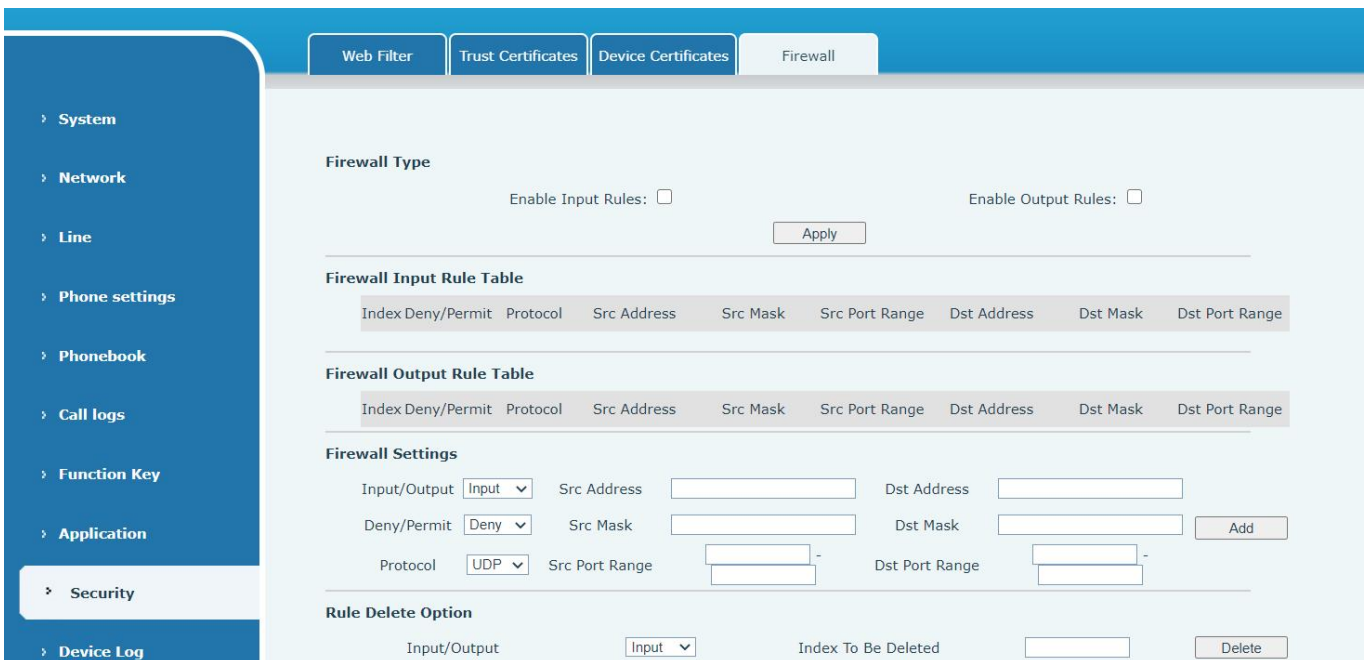 Web Filter Trust Certificates Device Certificates Firewall
System
Network
Line
Phone settings
Phonebook
Call logs
Function Key
Application
Security
Device Log
Firewall Type
Enable Input Rules: Enable Output Rules:
Apply
Firewall Input Rule Table
Index Deny/Permit Protocol Src Address Src Mask Src Port Range Dst Address Dst Mask Dst Port Range
Firewall Output Rule Table
Index Deny/Permit Protocol Src Address Src Mask Src Port Range Dst Address Dst Mask Dst Port Range
Firewall Settings
Input/Output Input Src Address Dst Address
Deny/Permit Deny Src Mask Dst Mask Add
Protocol UDP Src Port Range - Dst Port Range -
Rule Delete Option
Input/Output Input Index To Be Deleted Delete